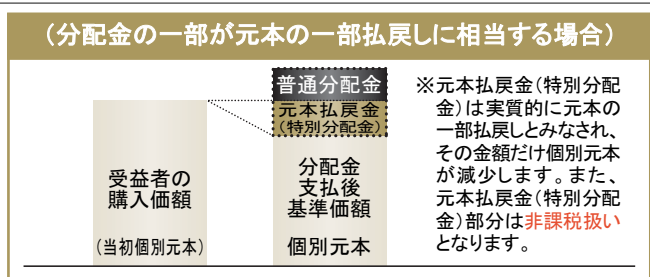 (分配金の一部が元本の一部払戻しに相当する場合)
普通分配金
元本払戻金
(特別分配金)
受益者の
購入価額
(当初個別元本)
分配金
支払後
基準価額
個別元本
※元本払戻金(特別分配
金)は実質的に元本の
一部払戻しとみなされ、
その金額だけ個別元本
が減少します。また、
元本払戻金(特別分配
金)部分は非課税扱い
となります。